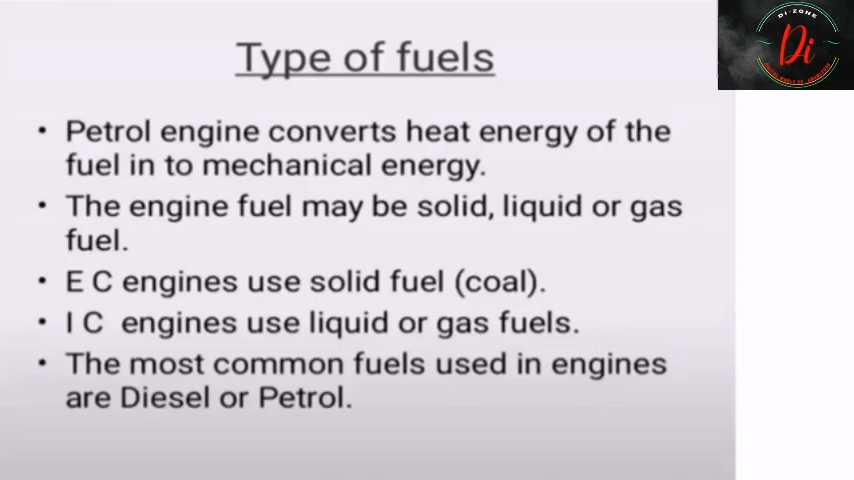 DI-ZONE
Di
Type of fuels
• Petrol engine converts heat energy of the
fuel in to mechanical energy.
• The engine fuel may be solid, liquid or gas
fuel.
• E C engines use solid fuel (coal).
• I C engines use liquid or gas fuels.
• The most common fuels used in engines
are Diesel or Petrol.